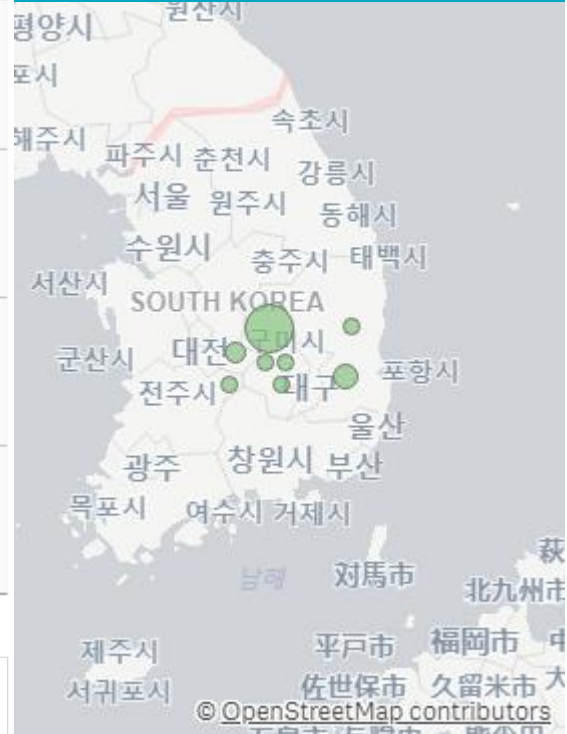 원산시
평양시
포시
해주시
속초시
파주시 춘천시
강릉시
서울 원주시
동해시
수원시
충주시 태백시
서산시
SOUTH KOREA
대전
구미시
군산시
포항시
전주시
대구
울산
창원시 부산
광주
목포시
여수시 거제시
남해
対馬市
萩
北九州市
제주시
平戸市 福岡市 中
서귀포시
佐世保市 久留米市 大
© OpenStreetMap contributors